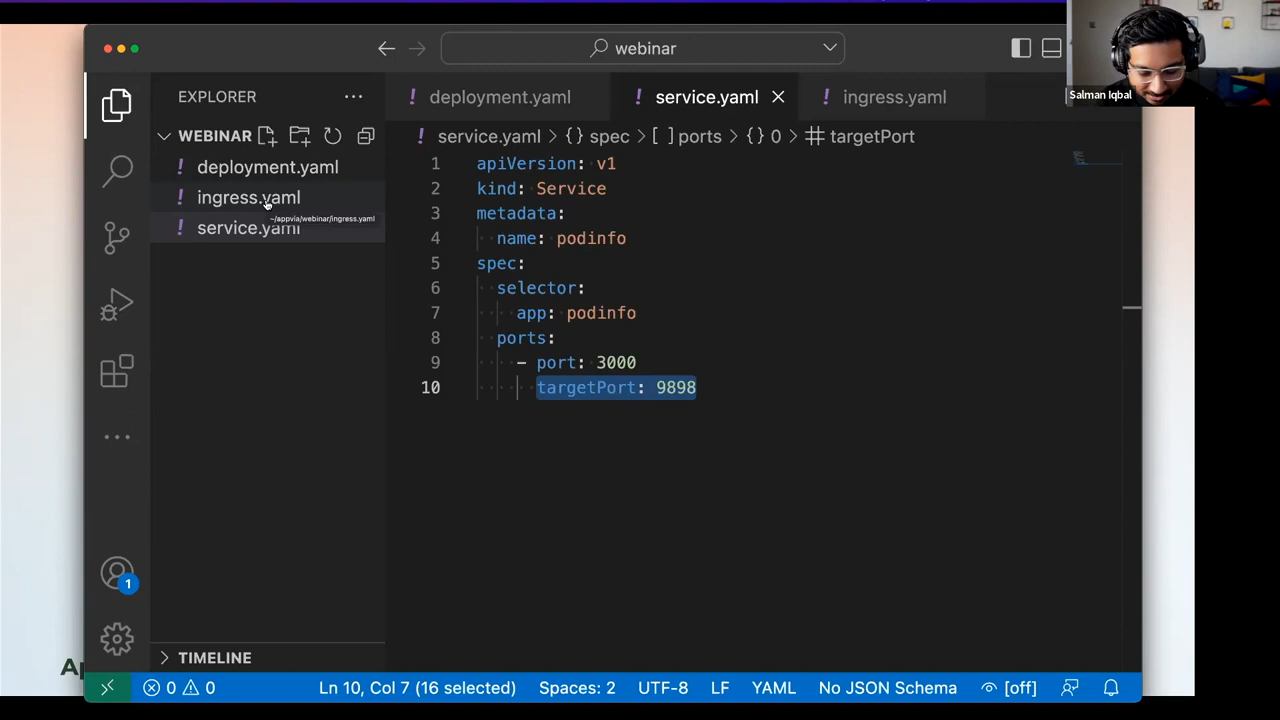 webinar
Salman Iqbal
EXPLORER
WEBINAR
deployment.yaml
ingress.yaml
~/appvia/webinar/ingress.yaml
service.yaml
TIMELINE
deployment.yaml
service.yaml
ingress.yaml
service.yaml > {} spec > [ ] ports > {} 0 > targetPort
1 apiVersion: v1
2 kind: Service
3 metadata:
4 name: podinfo
5 spec:
6 selector:
7 app: podinfo
8 ports:
9 - port: 3000
10 targetPort: 9898
1
Ap
0 0 Ln 10, Col 7 (16 selected) Spaces: 2 UTF-8 LF YAML No JSON Schema [off]